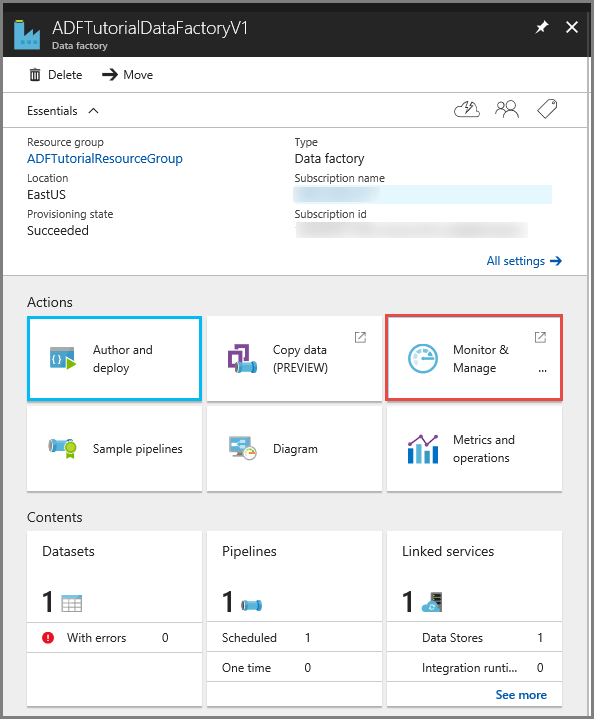 ADFTutorialDataFactoryV1
Data factory
Delete
Move
Essentials
Resource group
ADFTutorialResourceGroup
Location
EastUS
Provisioning state
Succeeded
Type
Data factory
Subscription name
Subscription id
All settings
Actions
Author and
deploy
Copy data
(PREVIEW)
Monitor &
Manage
...
Sample pipelines
Diagram
Metrics and
operations
Contents
Datasets
1
With errors 0
Pipelines
1
Scheduled 1
One time 0
Linked services
1
Data Stores 1
Integration runti... 0
See more